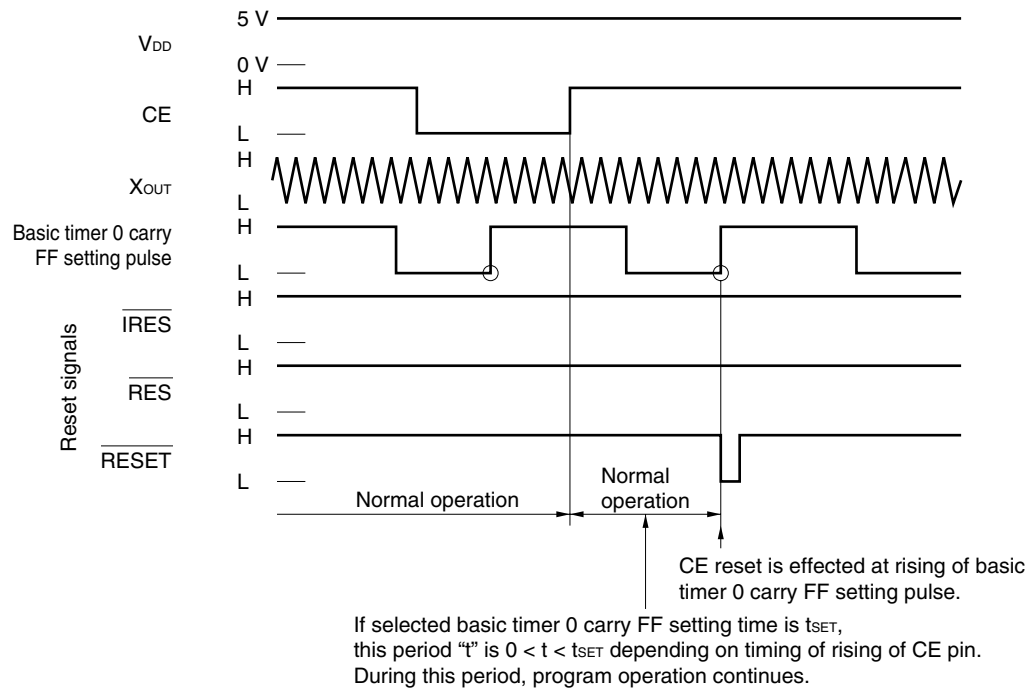 5 V
VDD
0 V
H
CE
L
H
XOUT
L
Basic timer 0 carry
FF setting pulse
H
L
Reset signals
H
IRES
L
H
RES
L
H
RESET
L
Normal operation
Normal
operation
CE reset is effected at rising of basic
timer 0 carry FF setting pulse.
If selected basic timer 0 carry FF setting time is tSET,
this period “t” is 0 < t < tSET depending on timing of rising of CE pin.
During this period, program operation continues.